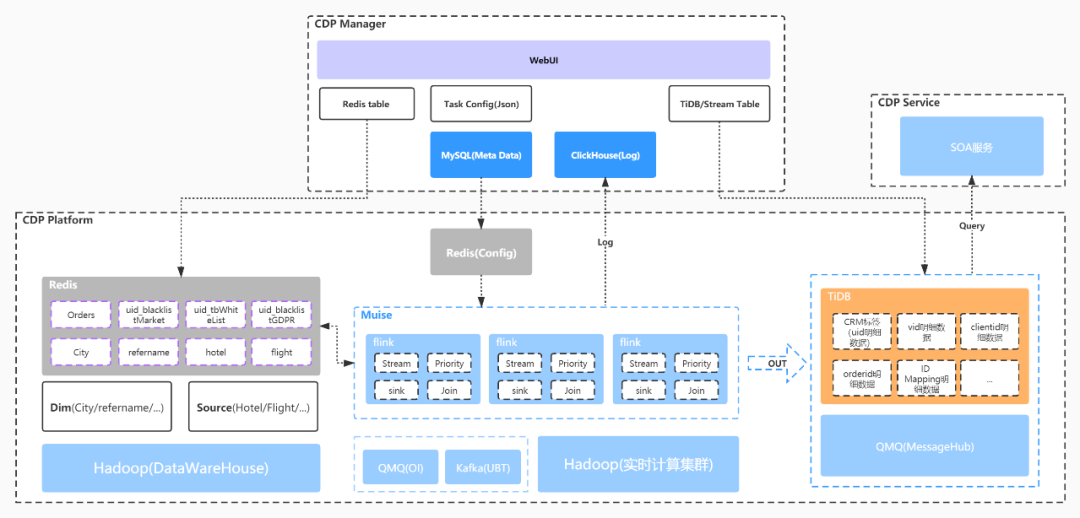 CDP Manager
WebUI
Redis table
Task Config(Json)
TiDB/Stream Table
MySQL(Meta Data)
ClickHouse(Log)
CDP Service
SOA服务
CDP Platform
Query
Log
Redis(Config)
Redis
Orders
uid_blacklis
tMarket
uid_tbWhit
eList
uid_blacklis
tGDPR
City
refername
hotel
flight
Dim(City/refername/...)
Source(Hotel/Flight/...)
Hadoop(DataWareHouse)
Muise
flink
Stream
Priority
sink
Join
flink
Stream
Priority
sink
Join
flink
Stream
Priority
sink
Join
QMQ(OI)
Kafka(UBT)
Hadoop(实时计算集群)
OUT
TiDB
CRM标签
(uid明细
数据)
vid明细数
据
clientid明
细数据
orderid明
细数据
ID
Mapping明
细数据
...
QMQ(MessageHub)